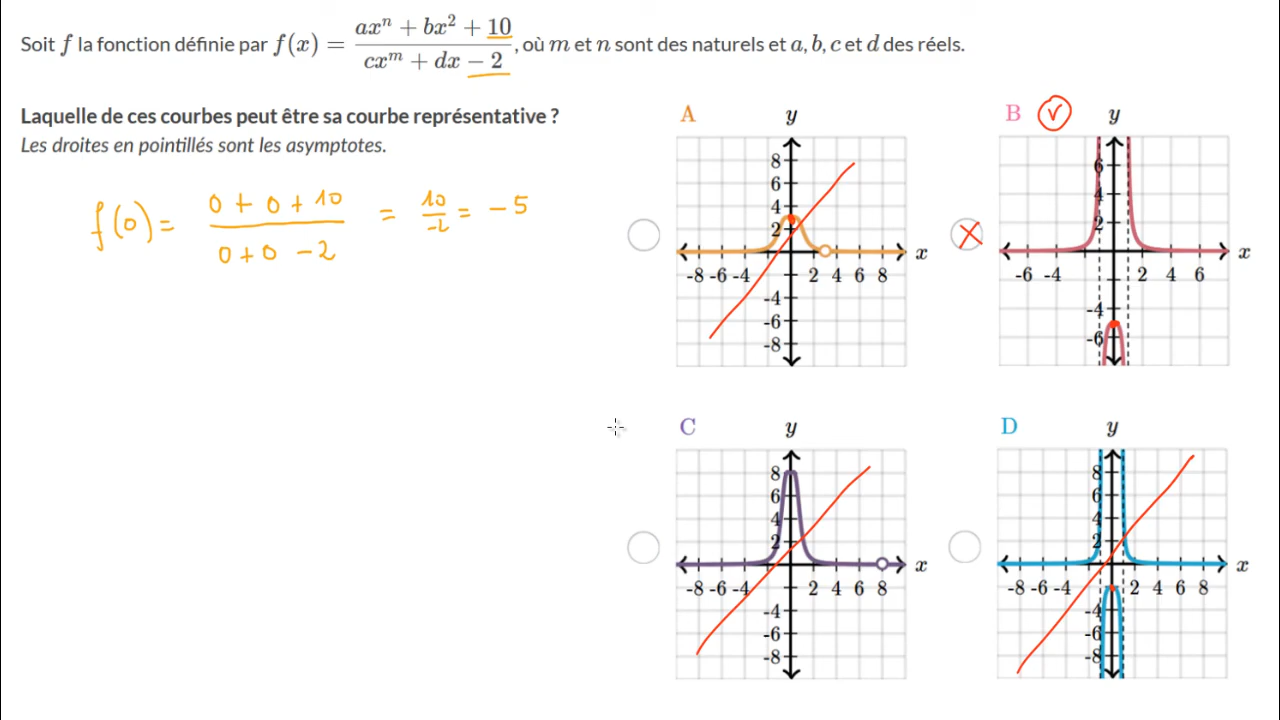 Soit f la fonction définie par f(x) = (ax^n + bx^2 + 10)/(cx^m + dx − 2), où m et n sont des naturels et a, b, c et d des réels.
Laquelle de ces courbes peut être sa courbe représentative ?
Les droites en pointillés sont les asymptotes.
f(0) = (0 + 0 + 10)/(0 + 0 − 2) = 10/-2 = − 5
A
y
8
6
4
2
-8 -6 -4 2 4 6 8
x
-4
-6
-8
B V
y
6
4
2
-6 -4 2 4 6
x
-4
-6
C
y
8
6
4
2
-8 -6 -4 2 4 6 8
x
-4
-6
-8
D
y
8
6
4
2
-8 -6 -4 2 4 6 8
x
-4
-6
-8